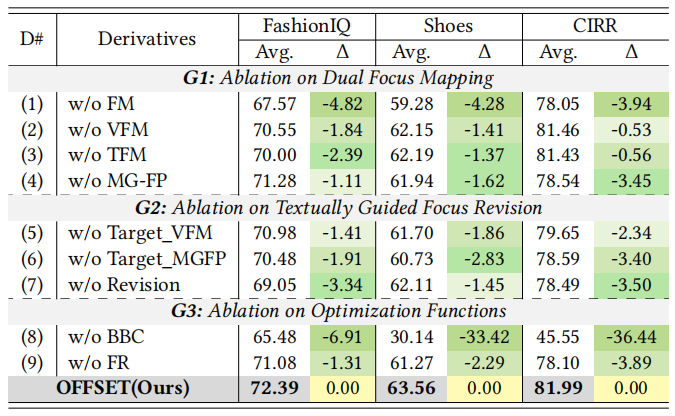 D# Derivatives FashionIQ Shoes CIRR
Avg. Δ Avg. Δ Avg. Δ
G1: Ablation on Dual Focus Mapping
(1) w/o FM 67.57 -4.82 59.28 -4.28 78.05 -3.94
(2) w/o VFM 70.55 -1.84 62.15 -1.41 81.46 -0.53
(3) w/o TFM 70.00 -2.39 62.19 -1.37 81.43 -0.56
(4) w/o MG-FP 71.28 -1.11 61.94 -1.62 78.54 -3.45
G2: Ablation on Textually Guided Focus Revision
(5) w/o Target_VFM 70.98 -1.41 61.70 -1.86 79.65 -2.34
(6) w/o Target_MGFP 70.48 -1.91 60.73 -2.83 78.59 -3.40
(7) w/o Revision 69.05 -3.34 62.11 -1.45 78.49 -3.50
G3: Ablation on Optimization Functions
(8) w/o BBC 65.48 -6.91 30.14 -33.42 45.55 -36.44
(9) w/o FR 71.08 -1.31 61.27 -2.29 78.10 -3.89
OFFSET(Ours) 72.39 0.00 63.56 0.00 81.99 0.00